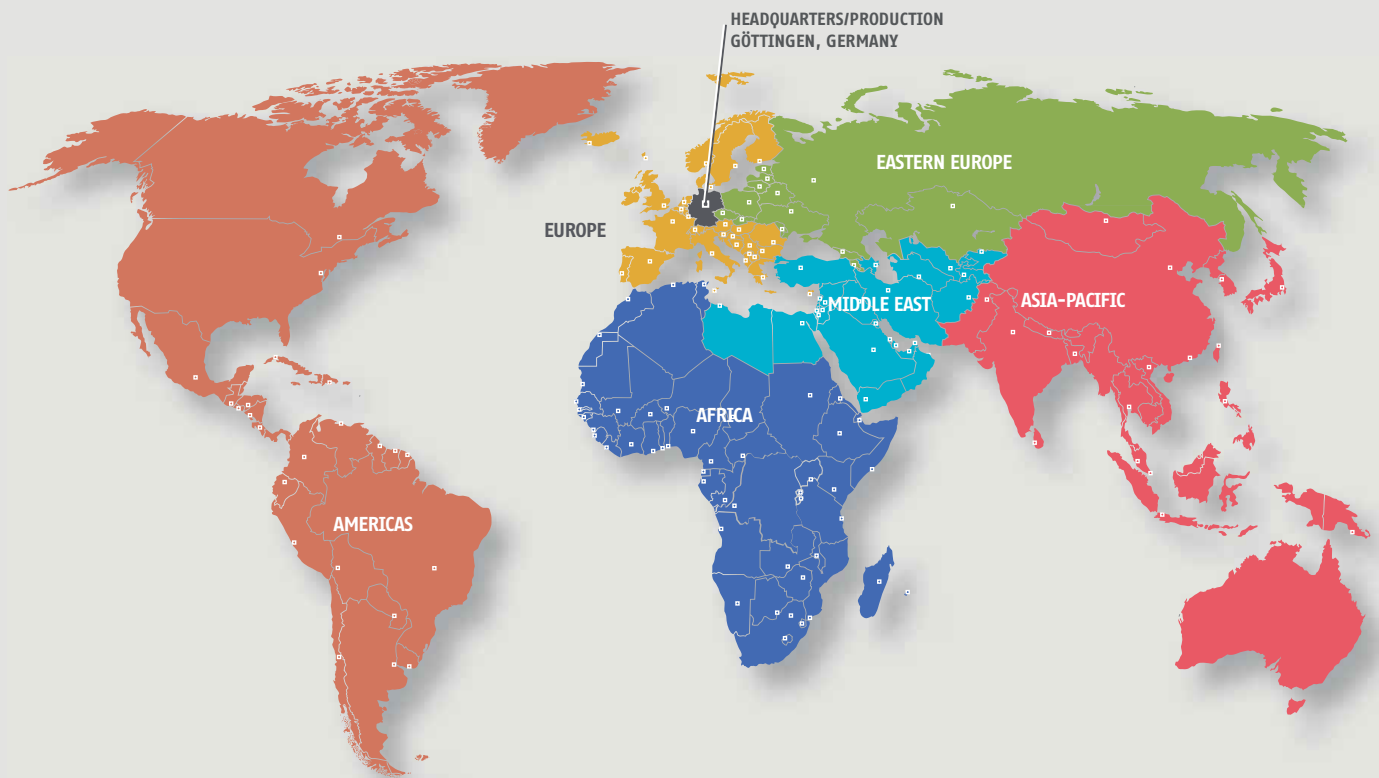 HEADQUARTERS/PRODUCTION
GÖTTINGEN, GERMANY
EASTERN EUROPE
EUROPE
MIDDLE EAST
ASIA-PACIFIC
AFRICA
AMERICAS